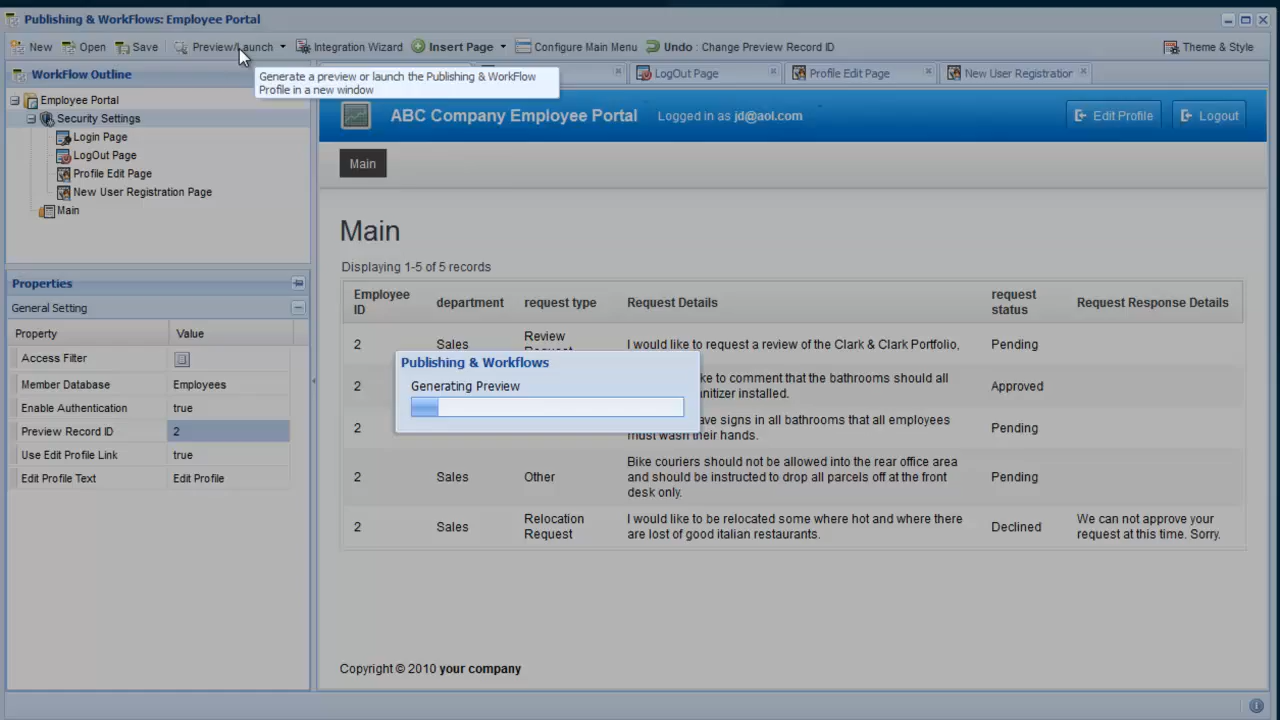 Publishing & WorkFlows: Employee Portal
New Open Save Preview/Launch Integration Wizard Insert Page Configure Main Menu Undo : Change Preview Record ID Theme & Style
Generate a preview or launch the Publishing & WorkFlow
Profile in a new window
WorkFlow Outline
LogOut Page Profile Edit Page New User Registration
Employee Portal
Security Settings
Login Page
LogOut Page
Profile Edit Page
New User Registration Page
Main
Properties
General Setting
Property Value
Access Filter
Member Database Employees
Enable Authentication true
Preview Record ID 2
Use Edit Profile Link true
Edit Profile Text Edit Profile
ABC Company Employee Portal Logged in as jd@aol.com Edit Profile Logout
Main
Main
Displaying 1-5 of 5 records
Employee ID department request type Request Details request status Request Response Details
2 Sales Review I would like to request a review of the Clark & Clark Portfolio, Pending
2 ke to comment that the bathrooms should all Approved
anitizer installed.
2 ave signs in all bathrooms that all employees Pending
must wash their hands.
2 Sales Other Bike couriers should not be allowed into the rear office area Pending
and should be instructed to drop all parcels off at the front
desk only.
2 Sales Relocation I would like to be relocated some where hot and where there Declined We can not approve your
Request are lost of good italian restaurants. request at this time. Sorry.
Publishing & Workflows
Generating Preview
Copyright © 2010 your company